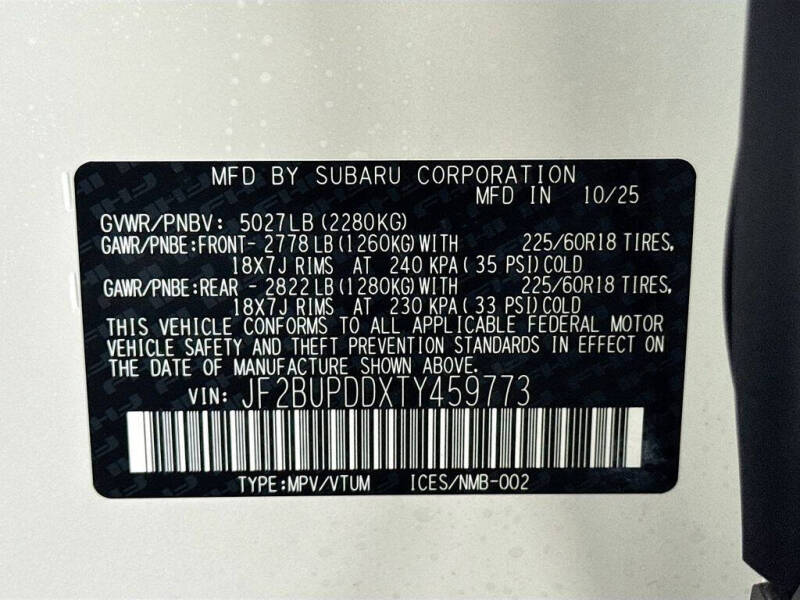 MFD BY SUBARU CORPORATION
MFD IN 10/25
GVWR/PNBV: 5027LB (2280KG)
GAWR/PNBE:FRONT- 2778 LB (1260KG) WITH 225/60R18 TIRES,
18X7J RIMS AT 240 KPA( 35 PSI) COLD
GAWR/PNBE:REAR - 2822 LB (1280KG) WITH 225/60R18 TIRES,
18X7J RIMS AT 230 KPA( 33 PSI) COLD
THIS VEHICLE CONFORMS TO ALL APPLICABLE FEDERAL MOTOR
VEHICLE SAFETY AND THEFT PREVENTION STANDARDS IN EFFECT ON
THE DATE OF MANUFACTURE SHOWN ABOVE.
VIN: JF2BUPDDXTY459773
TYPE:MPV/VTUM ICES/NMB-002